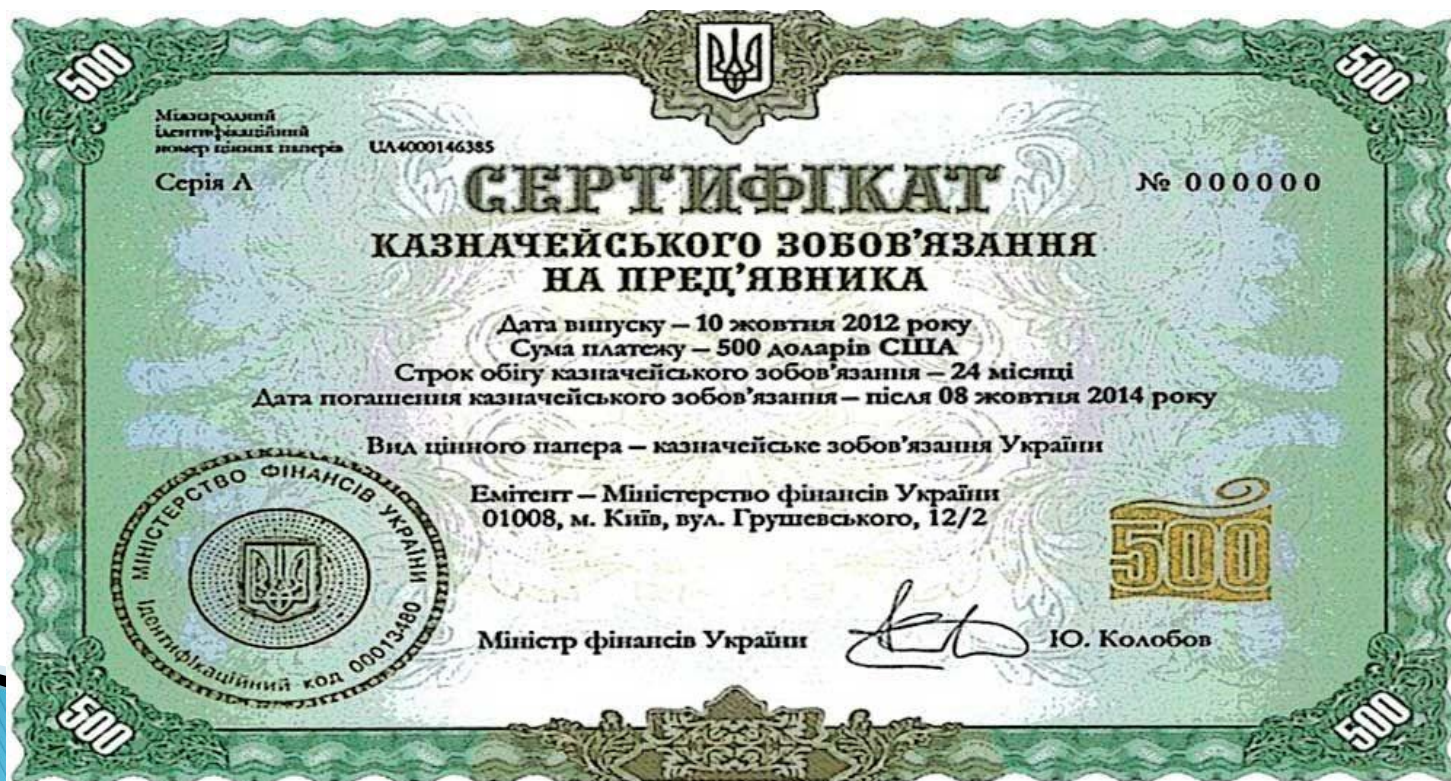 500
500
Міжнародний
ідентифікаційний
номер цінних паперів UA4000146385
Серія А
№ 000000
СЕРТИФІКАТ
КАЗНАЧЕЙСЬКОГО ЗОБОВ'ЯЗАННЯ
НА ПРЕД'ЯВНИКА
Дата випуску – 10 жовтня 2012 року
Сума платежу – 500 доларів США
Строк обігу казначейського зобов'язання – 24 місяці
Дата погашення казначейського зобов'язання – після 08 жовтня 2014 року
Вид цінного папера – казначейське зобов'язання України
Емітент – Міністерство фінансів України
01008, м. Київ, вул. Грушевського, 12/2
МІНІСТЕРСТВО ФІНАНСІВ УКРАЇНИ
Ідентифікаційний код 00013480
500
Міністр фінансів України
Ю. Колобов
500
500